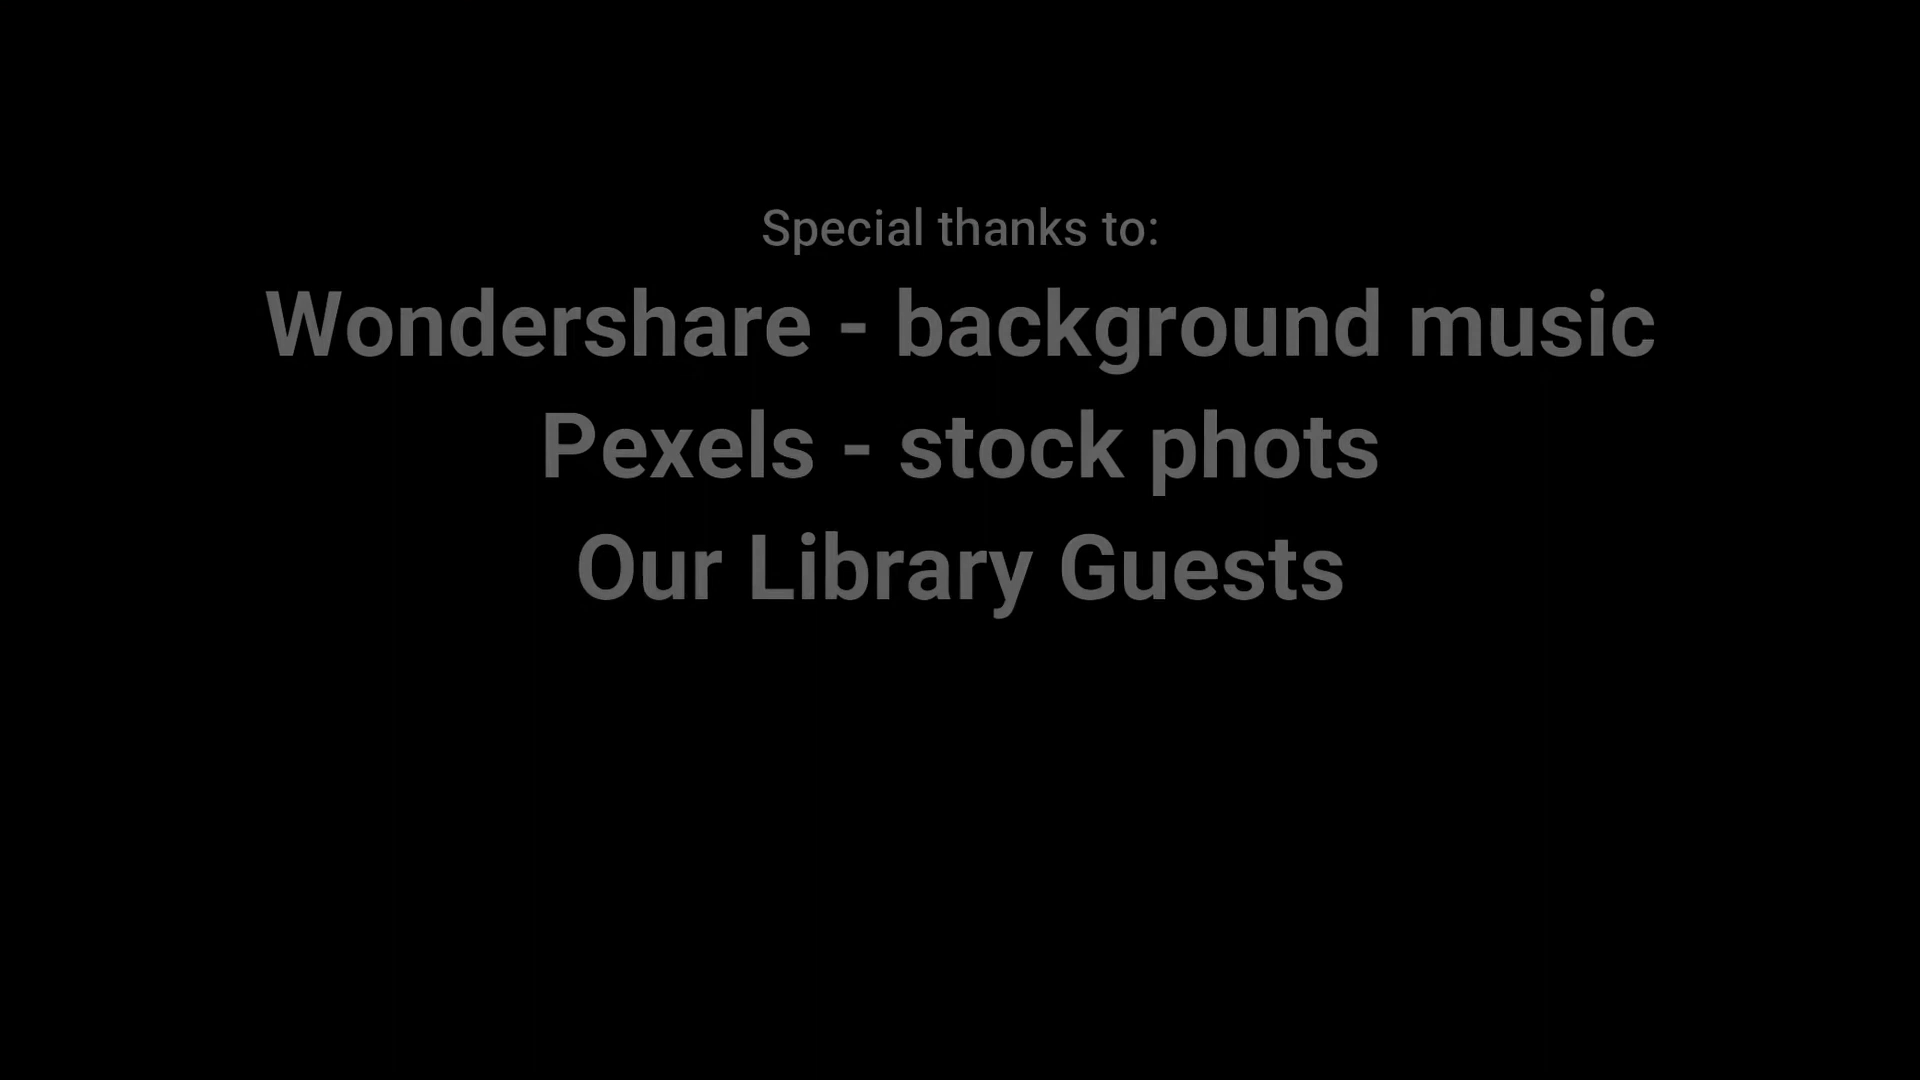 Special thanks to:
Wondershare - background music
Pexels - stock phots
Our Library Guests